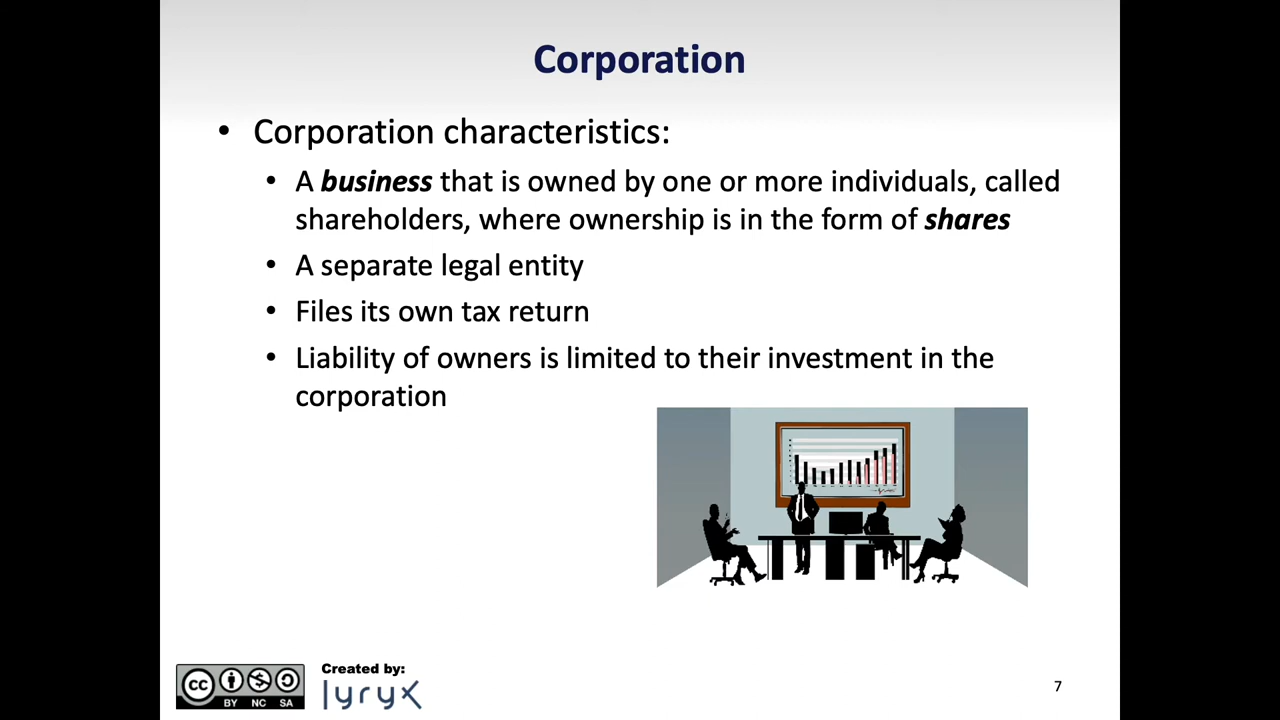 Corporation
• Corporation characteristics:
• A business that is owned by one or more individuals, called
shareholders, where ownership is in the form of shares
• A separate legal entity
• Files its own tax return
• Liability of owners is limited to their investment in the
corporation
cc
BY NC SA
Created by:
lyryx
7